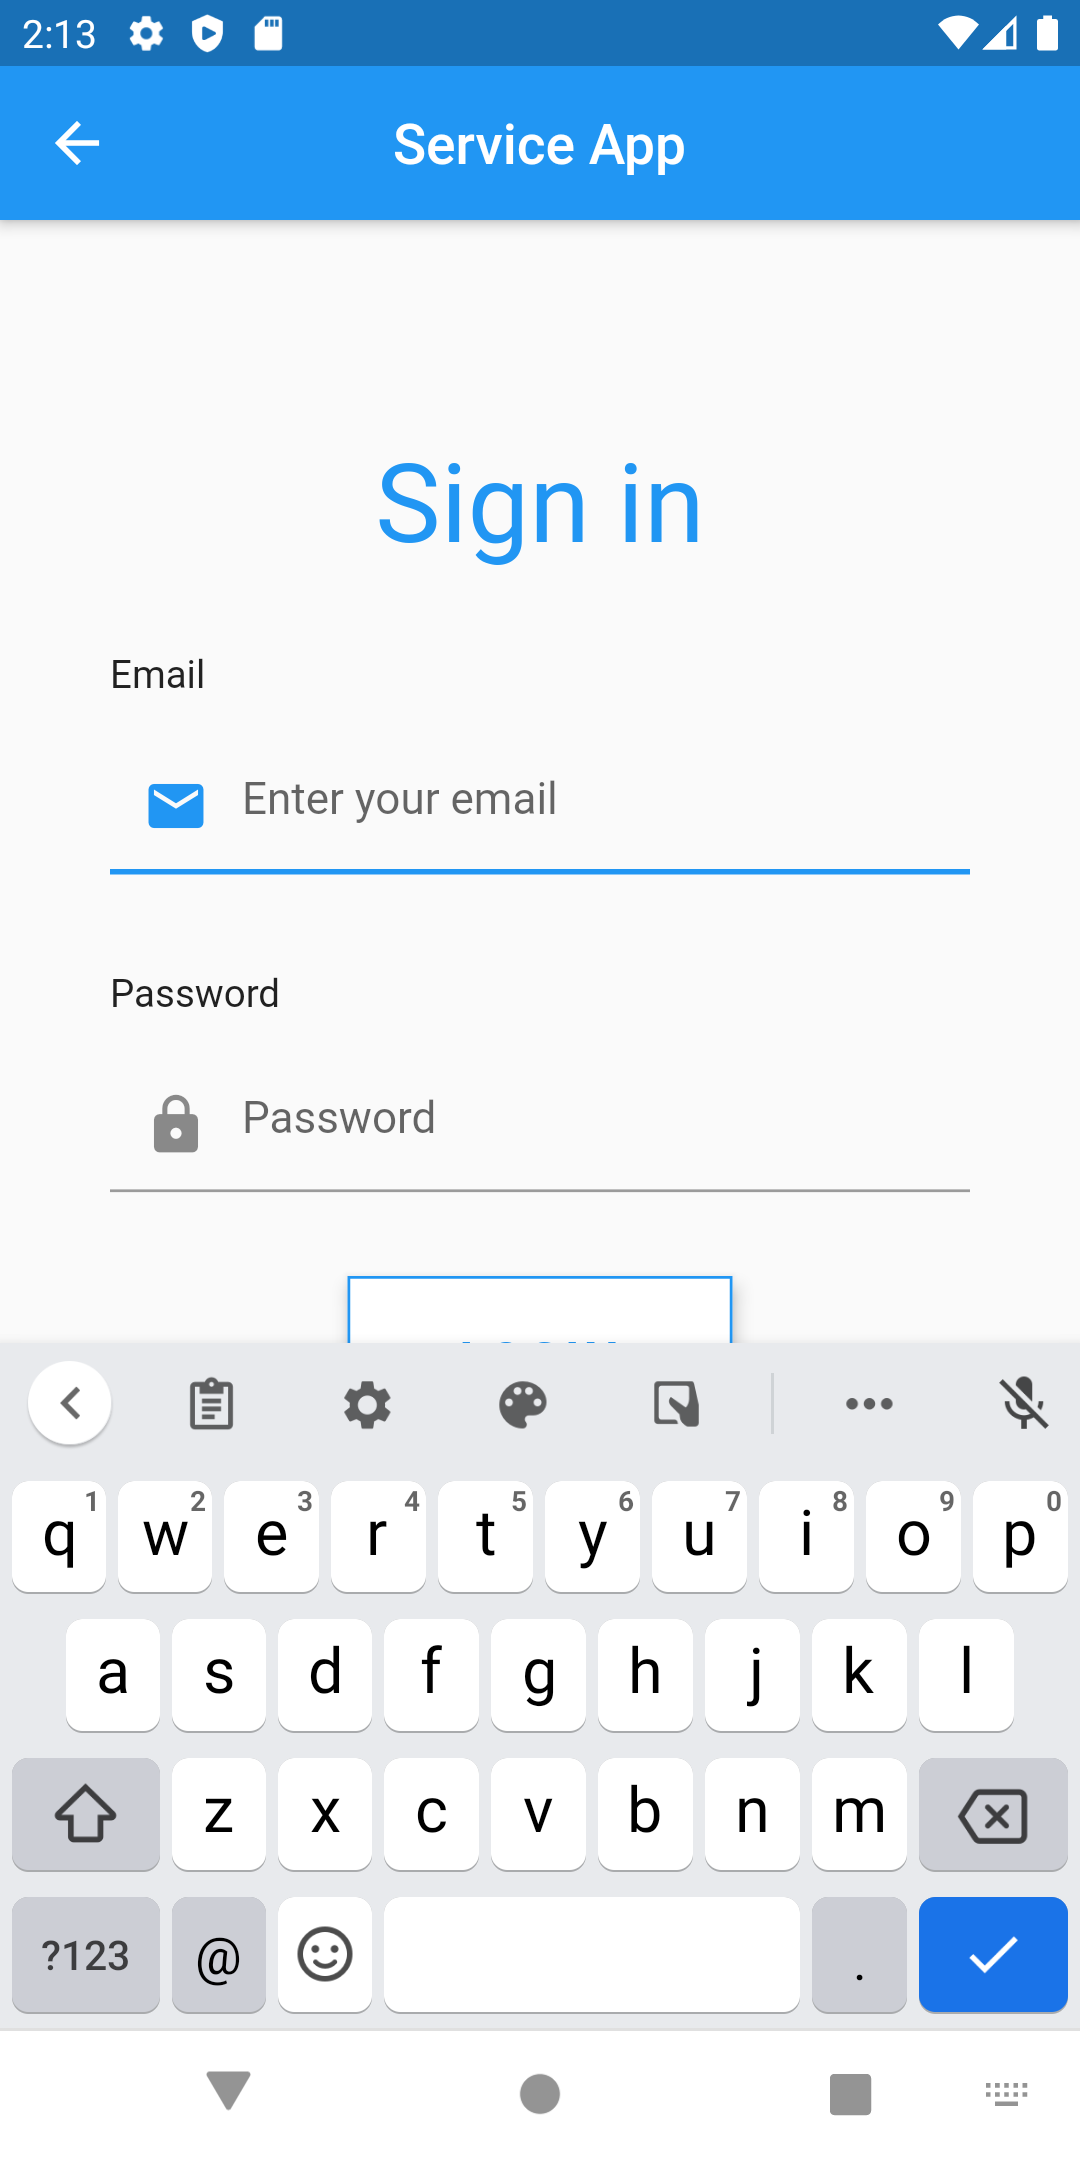 2:13
Service App
Sign in
Email
Enter your email
Password
Password
q 1 w 2 e 3 r 4 t 5 y 6 u 7 i 8 o 9 p 0
a s d f g h j k l
z x c v b n m
?123 @ .